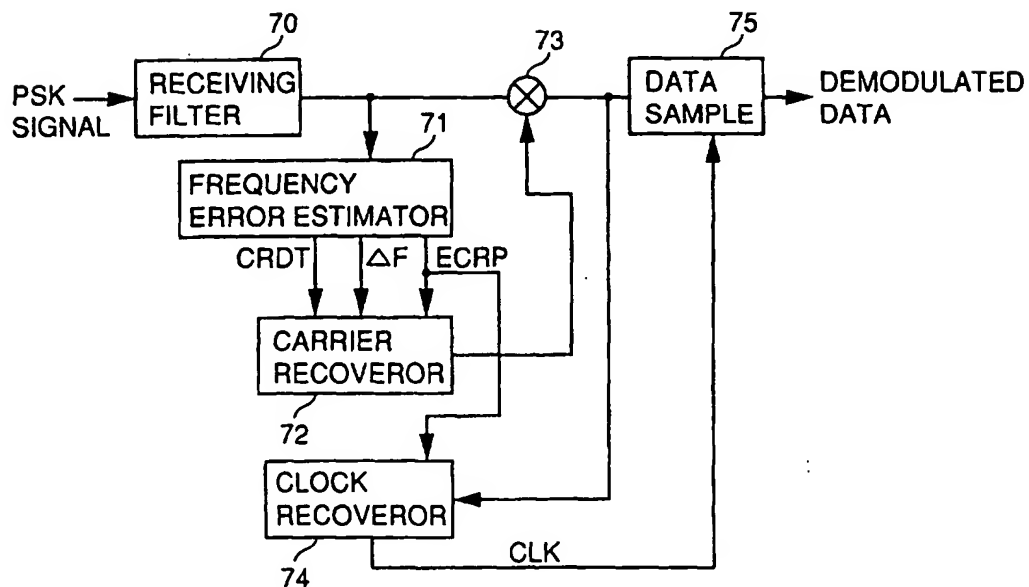 70
73
75
PSK
SIGNAL
RECEIVING
FILTER
DATA
SAMPLE
DEMODULATED
DATA
71
FREQUENCY
ERROR ESTIMATOR
CRDT
△F
ECRP
CARRIER
RECOVEROR
72
CLOCK
RECOVEROR
74
CLK